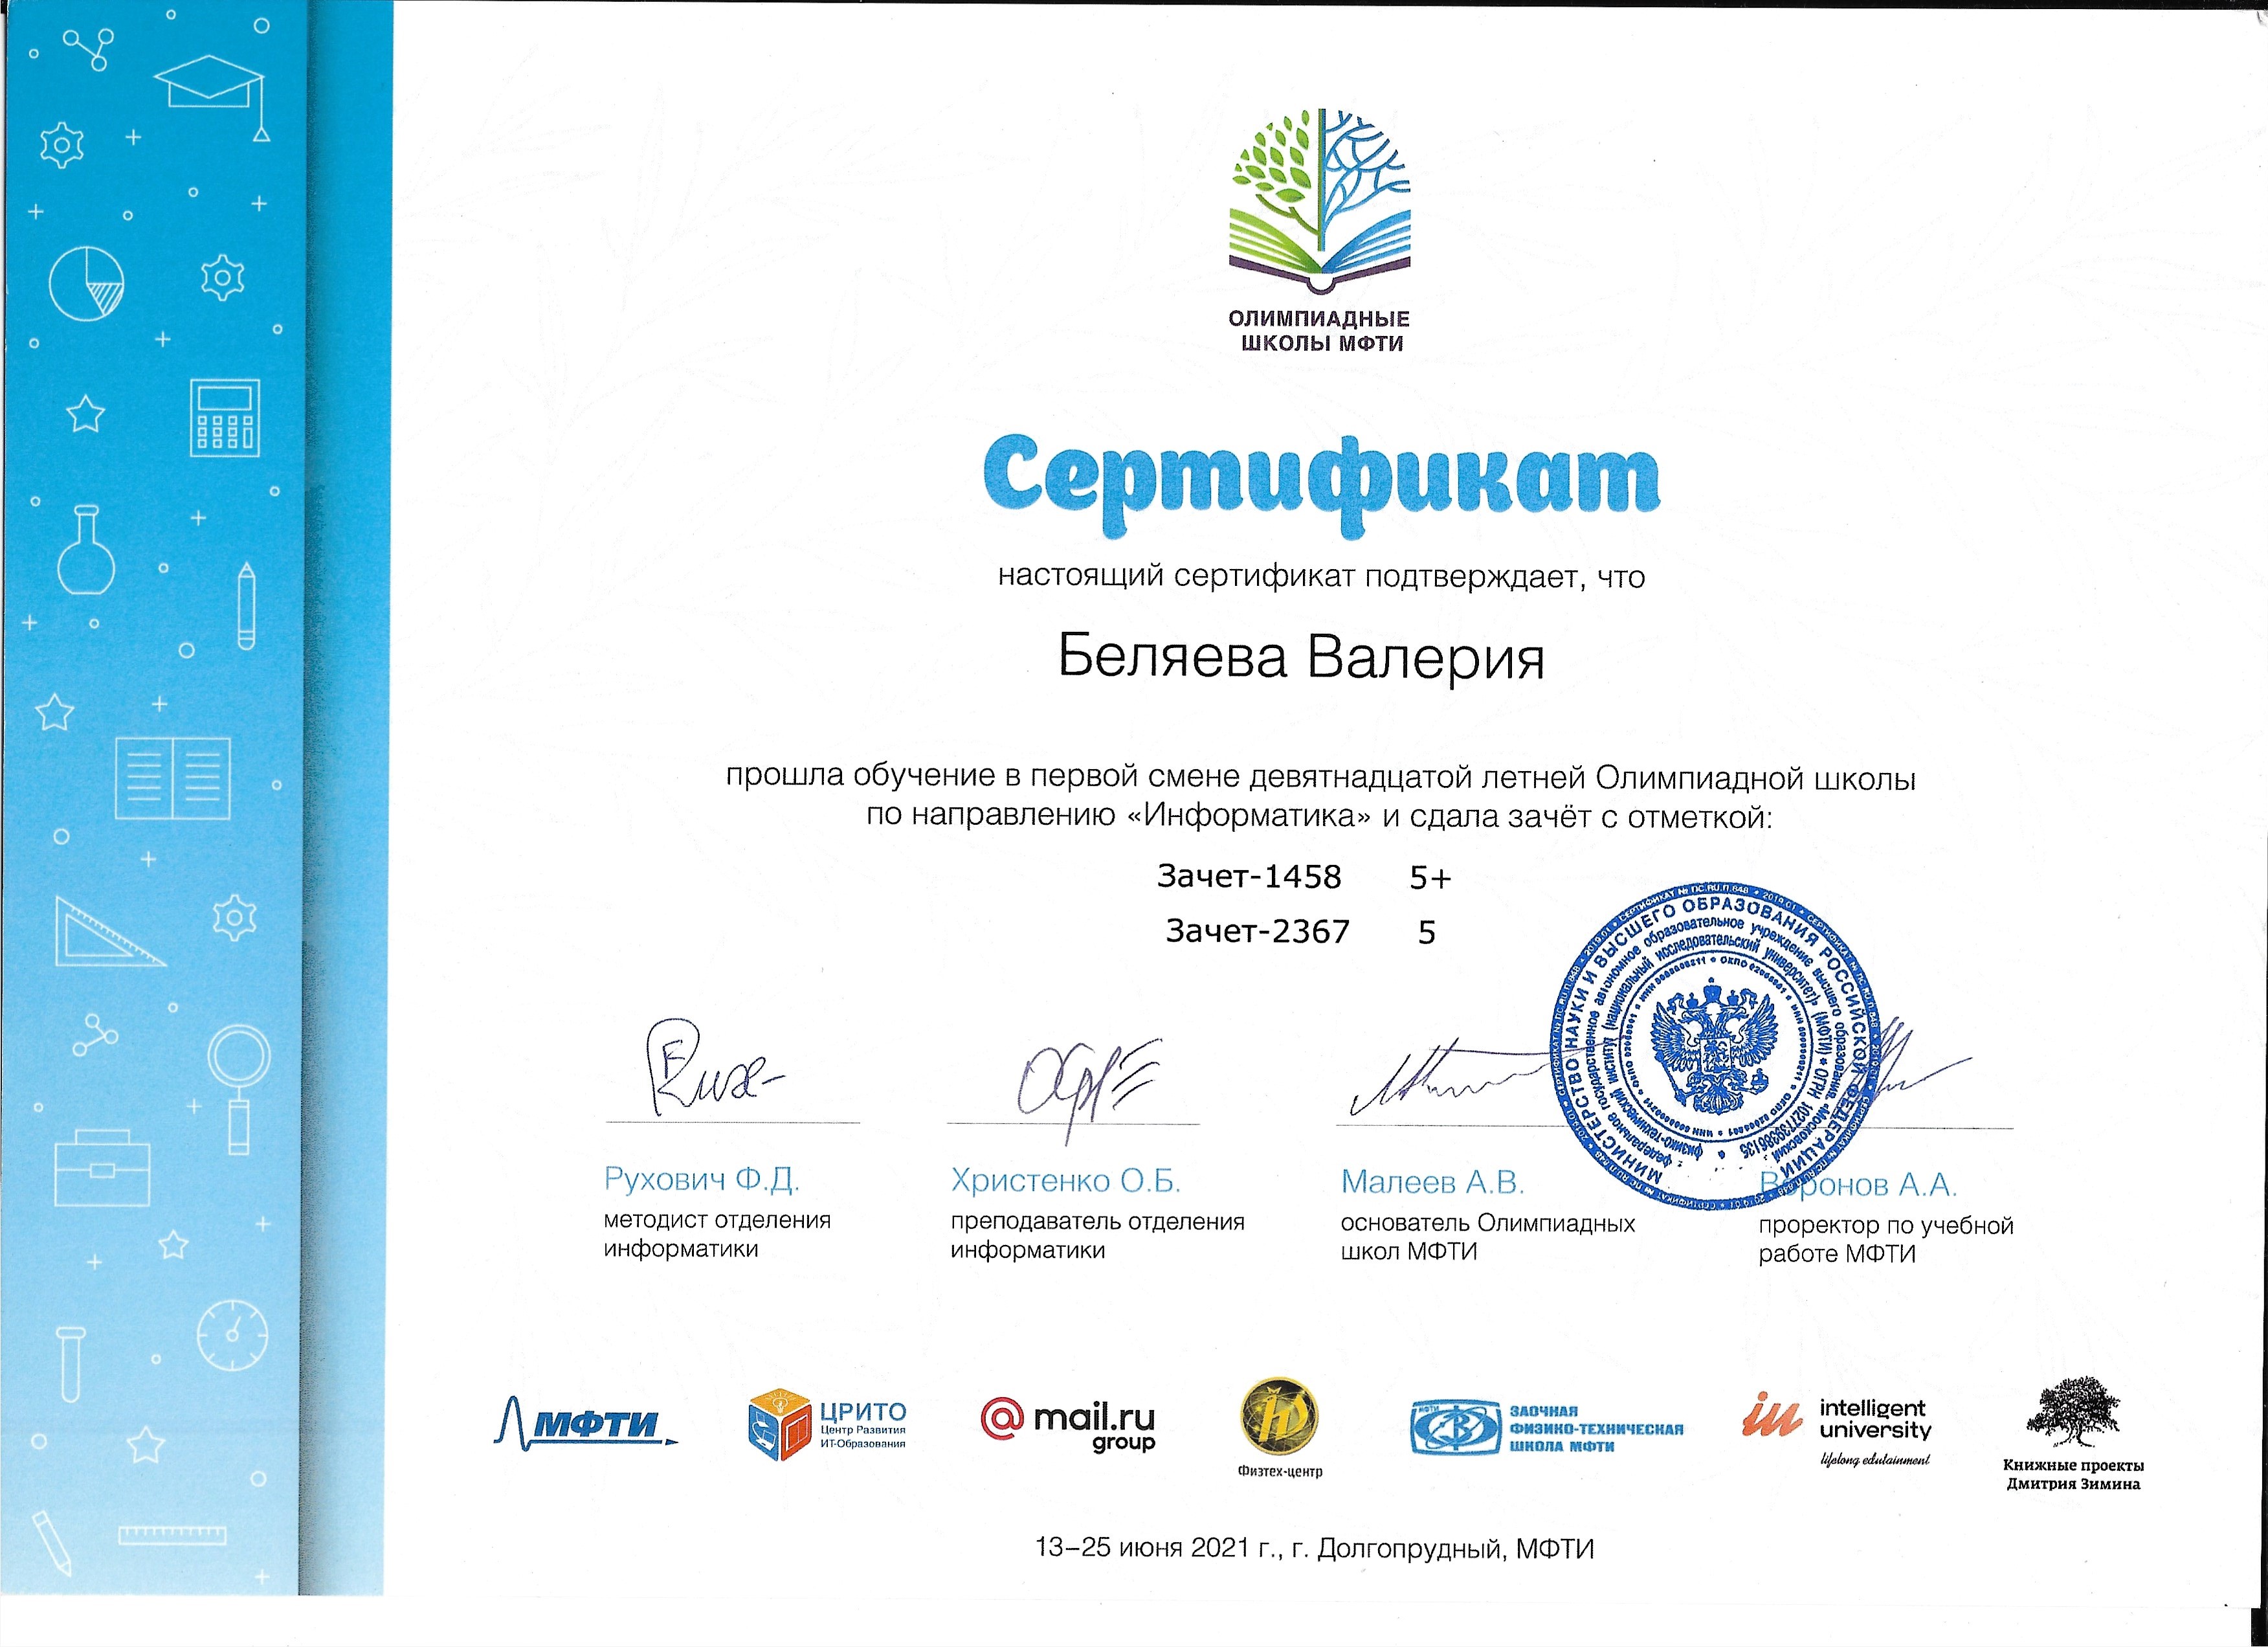 ОЛИМПИАДНЫЕ
ШКОЛЫ МФТИ
Сертификат
настоящий сертификат подтверждает, что
Беляева Валерия
прошла обучение в первой смене девятнадцатой летней Олимпиадной школы
по направлению «Информатика» и сдала зачёт с отметкой:
Зачет-1458 5+
Зачет-2367 5
МИНИСТЕРСТВО НАУКИ И ВЫСШЕГО ОБРАЗОВАНИЯ РОССИЙСКОЙ ФЕДЕРАЦИИ
федеральное государственное автономное образовательное учреждение высшего образования «Московский
физико-технический институт (национальный исследовательский университет)» (МФТИ)
Рухович Ф.Д.
методист отделения
информатики
Христенко О.Б.
преподаватель отделения
информатики
Малеев А.В.
основатель Олимпиадных
школ МФТИ
Воронов А.А.
проректор по учебной
работе МФТИ
МФТИ
ЦРИТО
Центр Развития
ИТ-Образования
@mail.ru
group
Физтех-центр
ЗАОЧНАЯ
ФИЗИКО-ТЕХНИЧЕСКАЯ
ШКОЛА МФТИ
in
intelligent
university
lifelong edutainment
Книжные проекты
Дмитрия Зимина
13–25 июня 2021 г., г. Долгопрудный, МФТИ